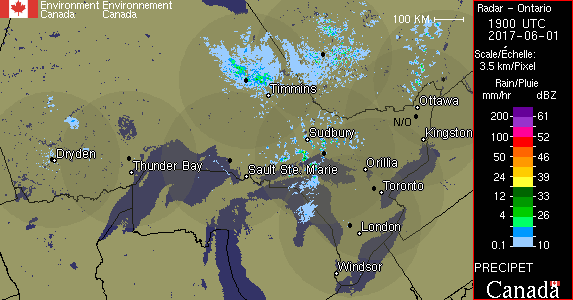 Environment Environnement
Canada Canada
100 KM
Timmins
Ottawa
N/O
Sudbury
Kingston
Dryden
Thunder Bay
Sault Ste. Marie
Orillia
Toronto
London
Windsor
Radar - Ontario
1900 UTC
2017-06-01
Scale/Échelle:
3.5 km/Pixel
Rain/Pluie
mm/hr dBZ
200 61
100 52
50 46
24 39
12 33
4 26
0.1 10
PRECIPET
Canada